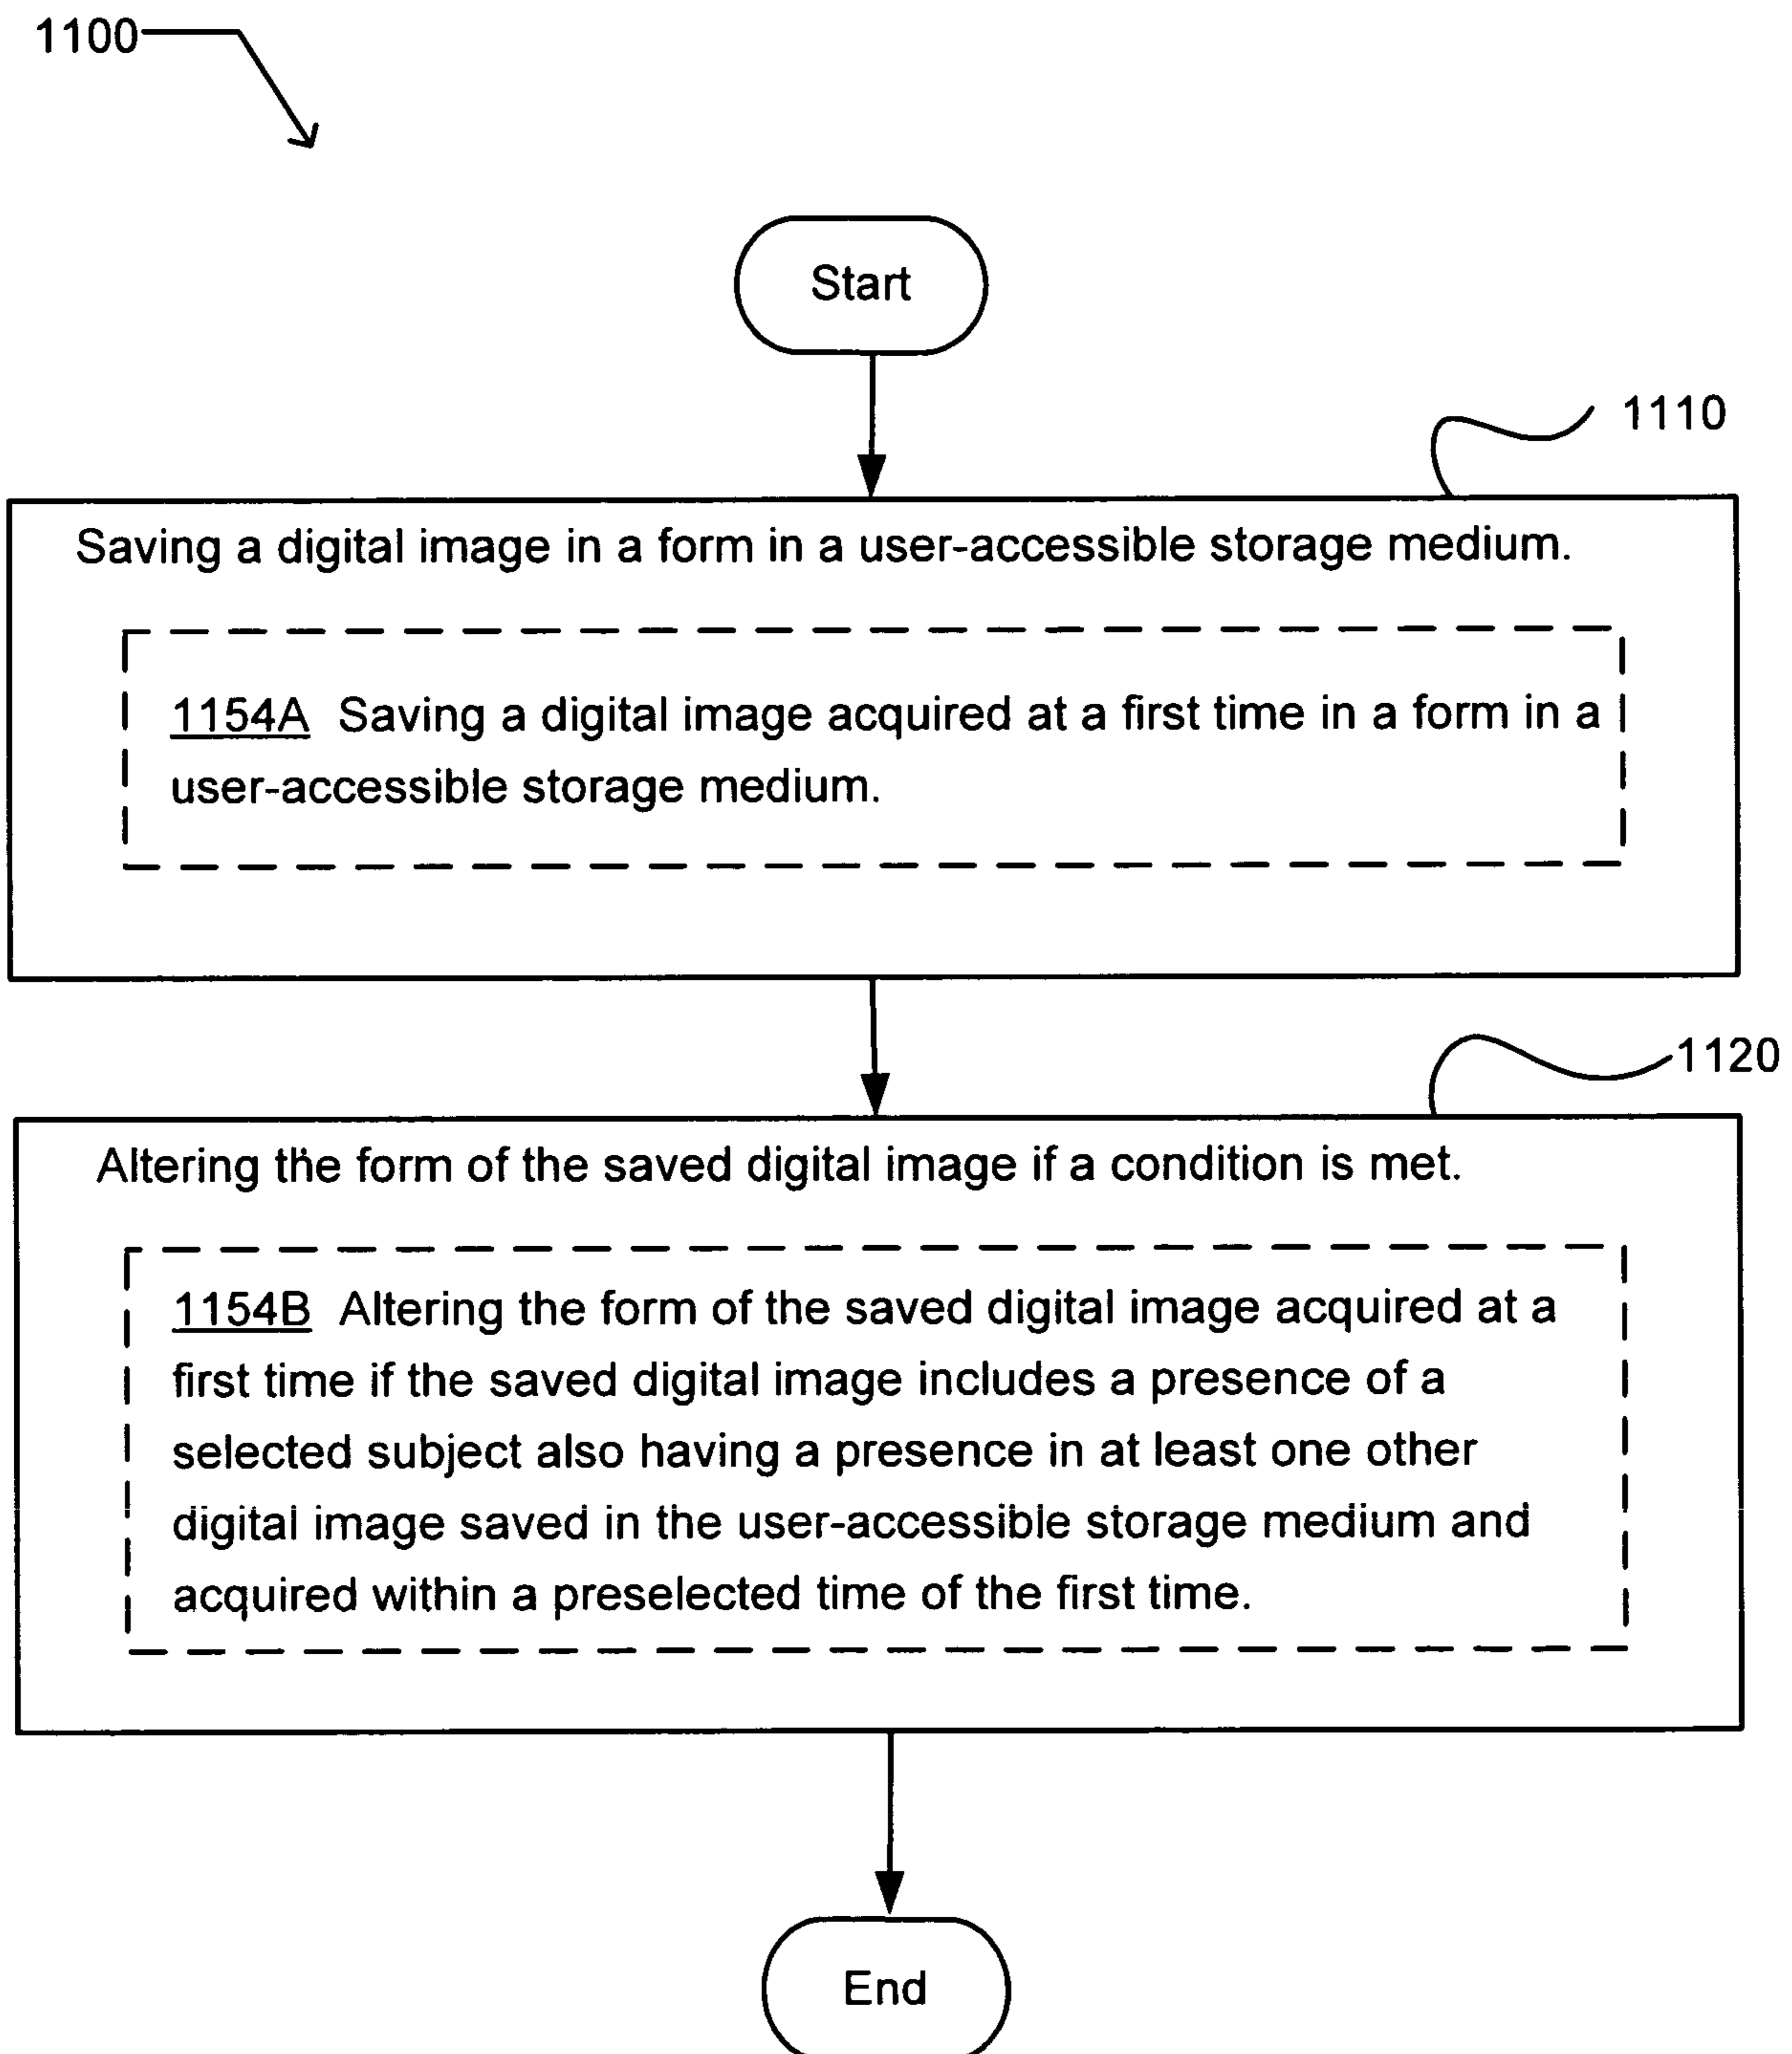 1100
Start
1110
Saving a digital image in a form in a user-accessible storage medium.
1154A Saving a digital image acquired at a first time in a form in a
user-accessible storage medium.
1120
Altering the form of the saved digital image if a condition is met.
1154B Altering the form of the saved digital image acquired at a
first time if the saved digital image includes a presence of a
selected subject also having a presence in at least one other
digital image saved in the user-accessible storage medium and
acquired within a preselected time of the first time.
End